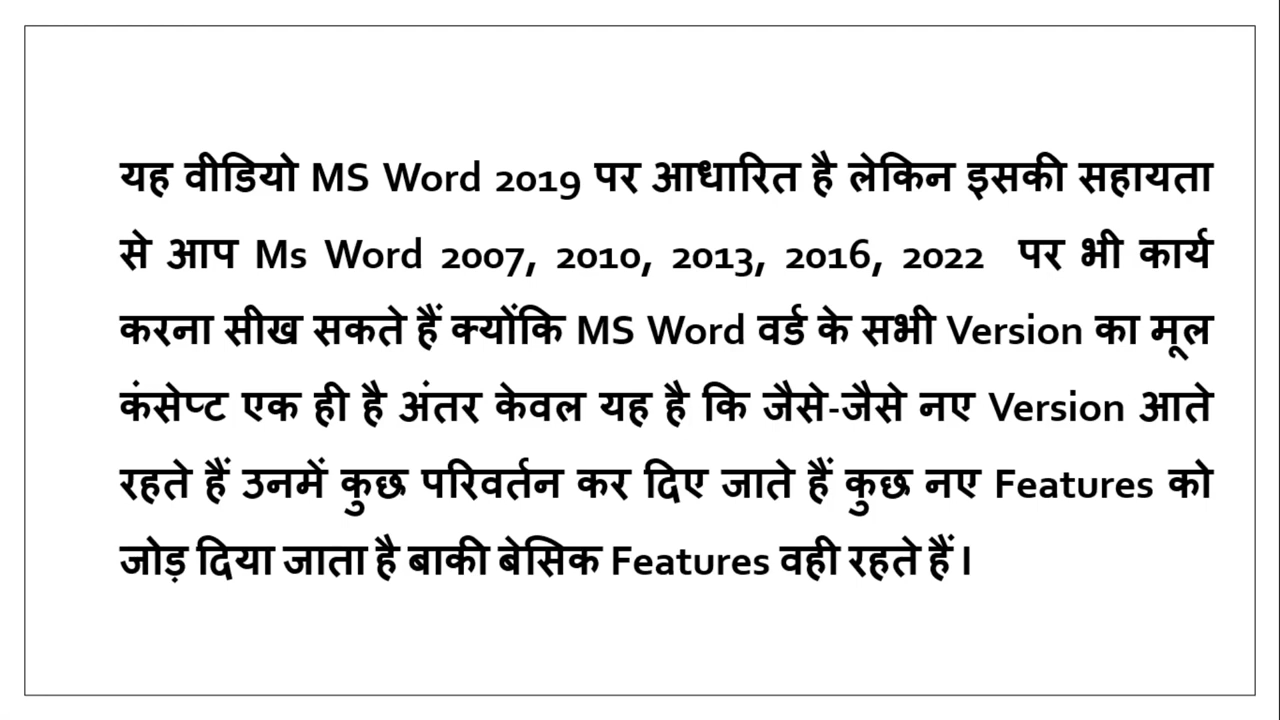 यह वीडियो MS Word 2019 पर आधारित है लेकिन इसकी सहायता
से आप Ms Word 2007, 2010, 2013, 2016, 2022 पर भी कार्य
करना सीख सकते हैं क्योंकि MS Word वर्ड के सभी Version का मूल
कंसेप्ट एक ही है अंतर केवल यह है कि जैसे-जैसे नए Version आते
रहते हैं उनमें कुछ परिवर्तन कर दिए जाते हैं कुछ नए Features को
जोड़ दिया जाता है बाकी बेसिक Features वही रहते हैं।